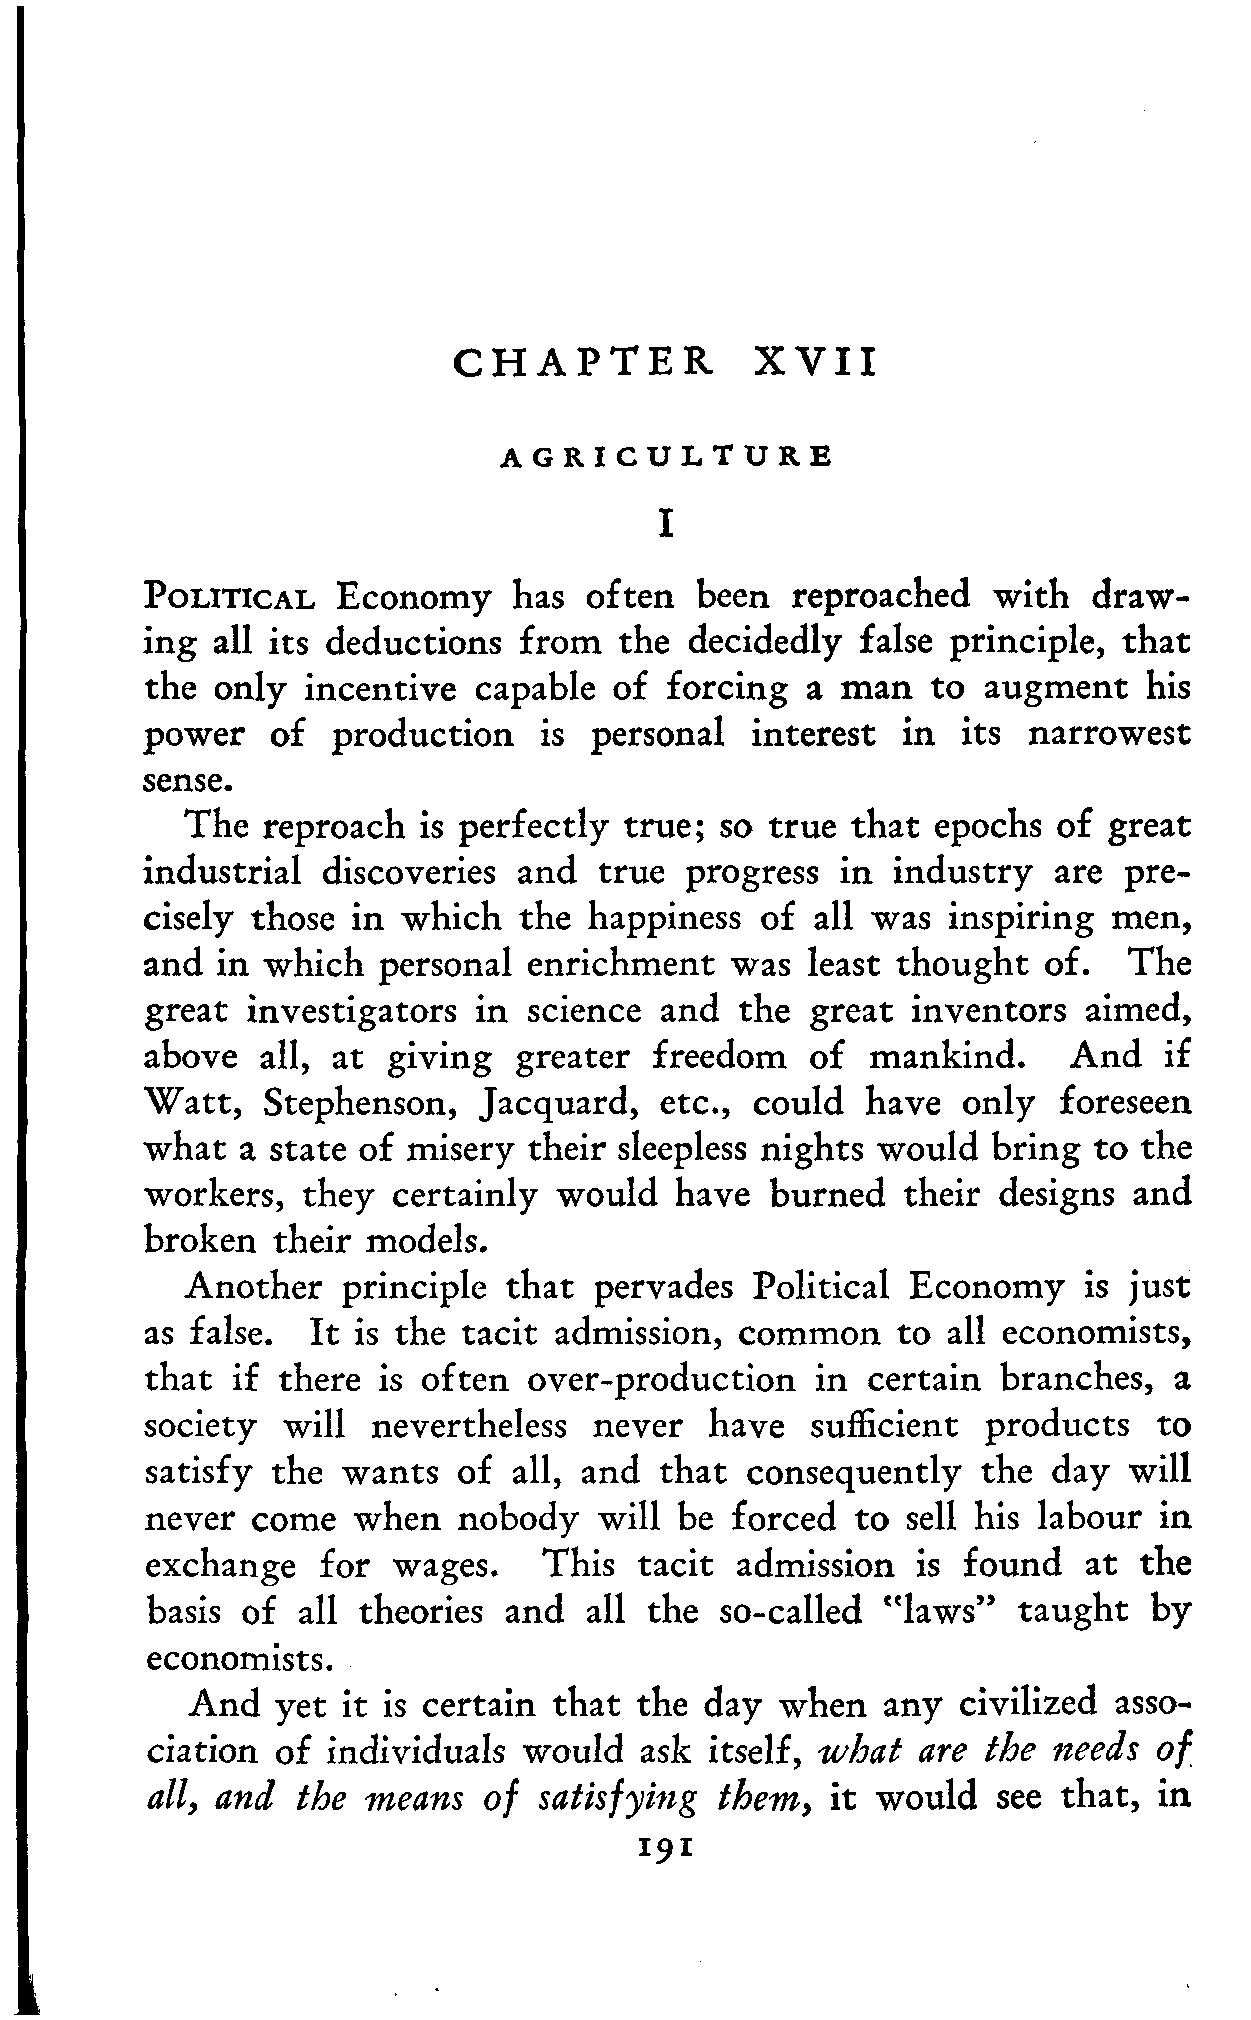 CHAPTER XVII
AGRICULTURE
I
POLITICAL Economy has often been reproached with draw-
ing all its deductions from the decidedly false principle, that
the only incentive capable of forcing a man to augment his
power of production is personal interest in its narrowest
sense.
The reproach is perfectly true; so true that epochs of great
industrial discoveries and true progress in industry are pre-
cisely those in which the happiness of all was inspiring men,
and in which personal enrichment was least thought of. The
great investigators in science and the great inventors aimed,
above all, at giving greater freedom of mankind. And if
Watt, Stephenson, Jacquard, etc., could have only foreseen
what a state of misery their sleepless nights would bring to the
workers, they certainly would have burned their designs and
broken their models.
Another principle that pervades Political Economy is just
as false. It is the tacit admission, common to all economists,
that if there is often over-production in certain branches, a
society will nevertheless never have sufficient products to
satisfy the wants of all, and that consequently the day will
never come when nobody will be forced to sell his labour in
exchange for wages. This tacit admission is found at the
basis of all theories and all the so-called "laws" taught by
economists.
And yet it is certain that the day when any civilized asso-
ciation of individuals would ask itself, what are the needs of
all, and the means of satisfying them, it would see that, in
191